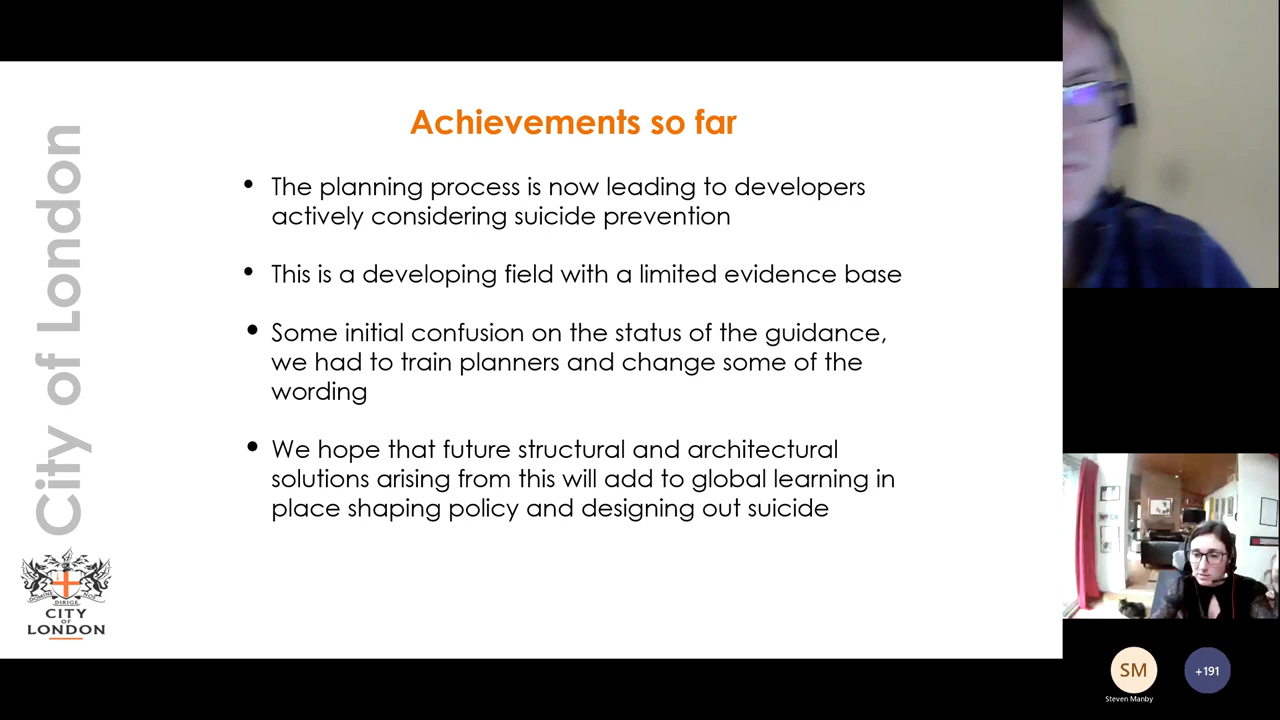 City of London
Achievements so far
• The planning process is now leading to developers
actively considering suicide prevention
• This is a developing field with a limited evidence base
• Some initial confusion on the status of the guidance,
we had to train planners and change some of the
wording
• We hope that future structural and architectural
solutions arising from this will add to global learning in
place shaping policy and designing out suicide
DOMINE DIRIGE NOS
CITY
OF
LONDON
SM
+191
Steven Manby